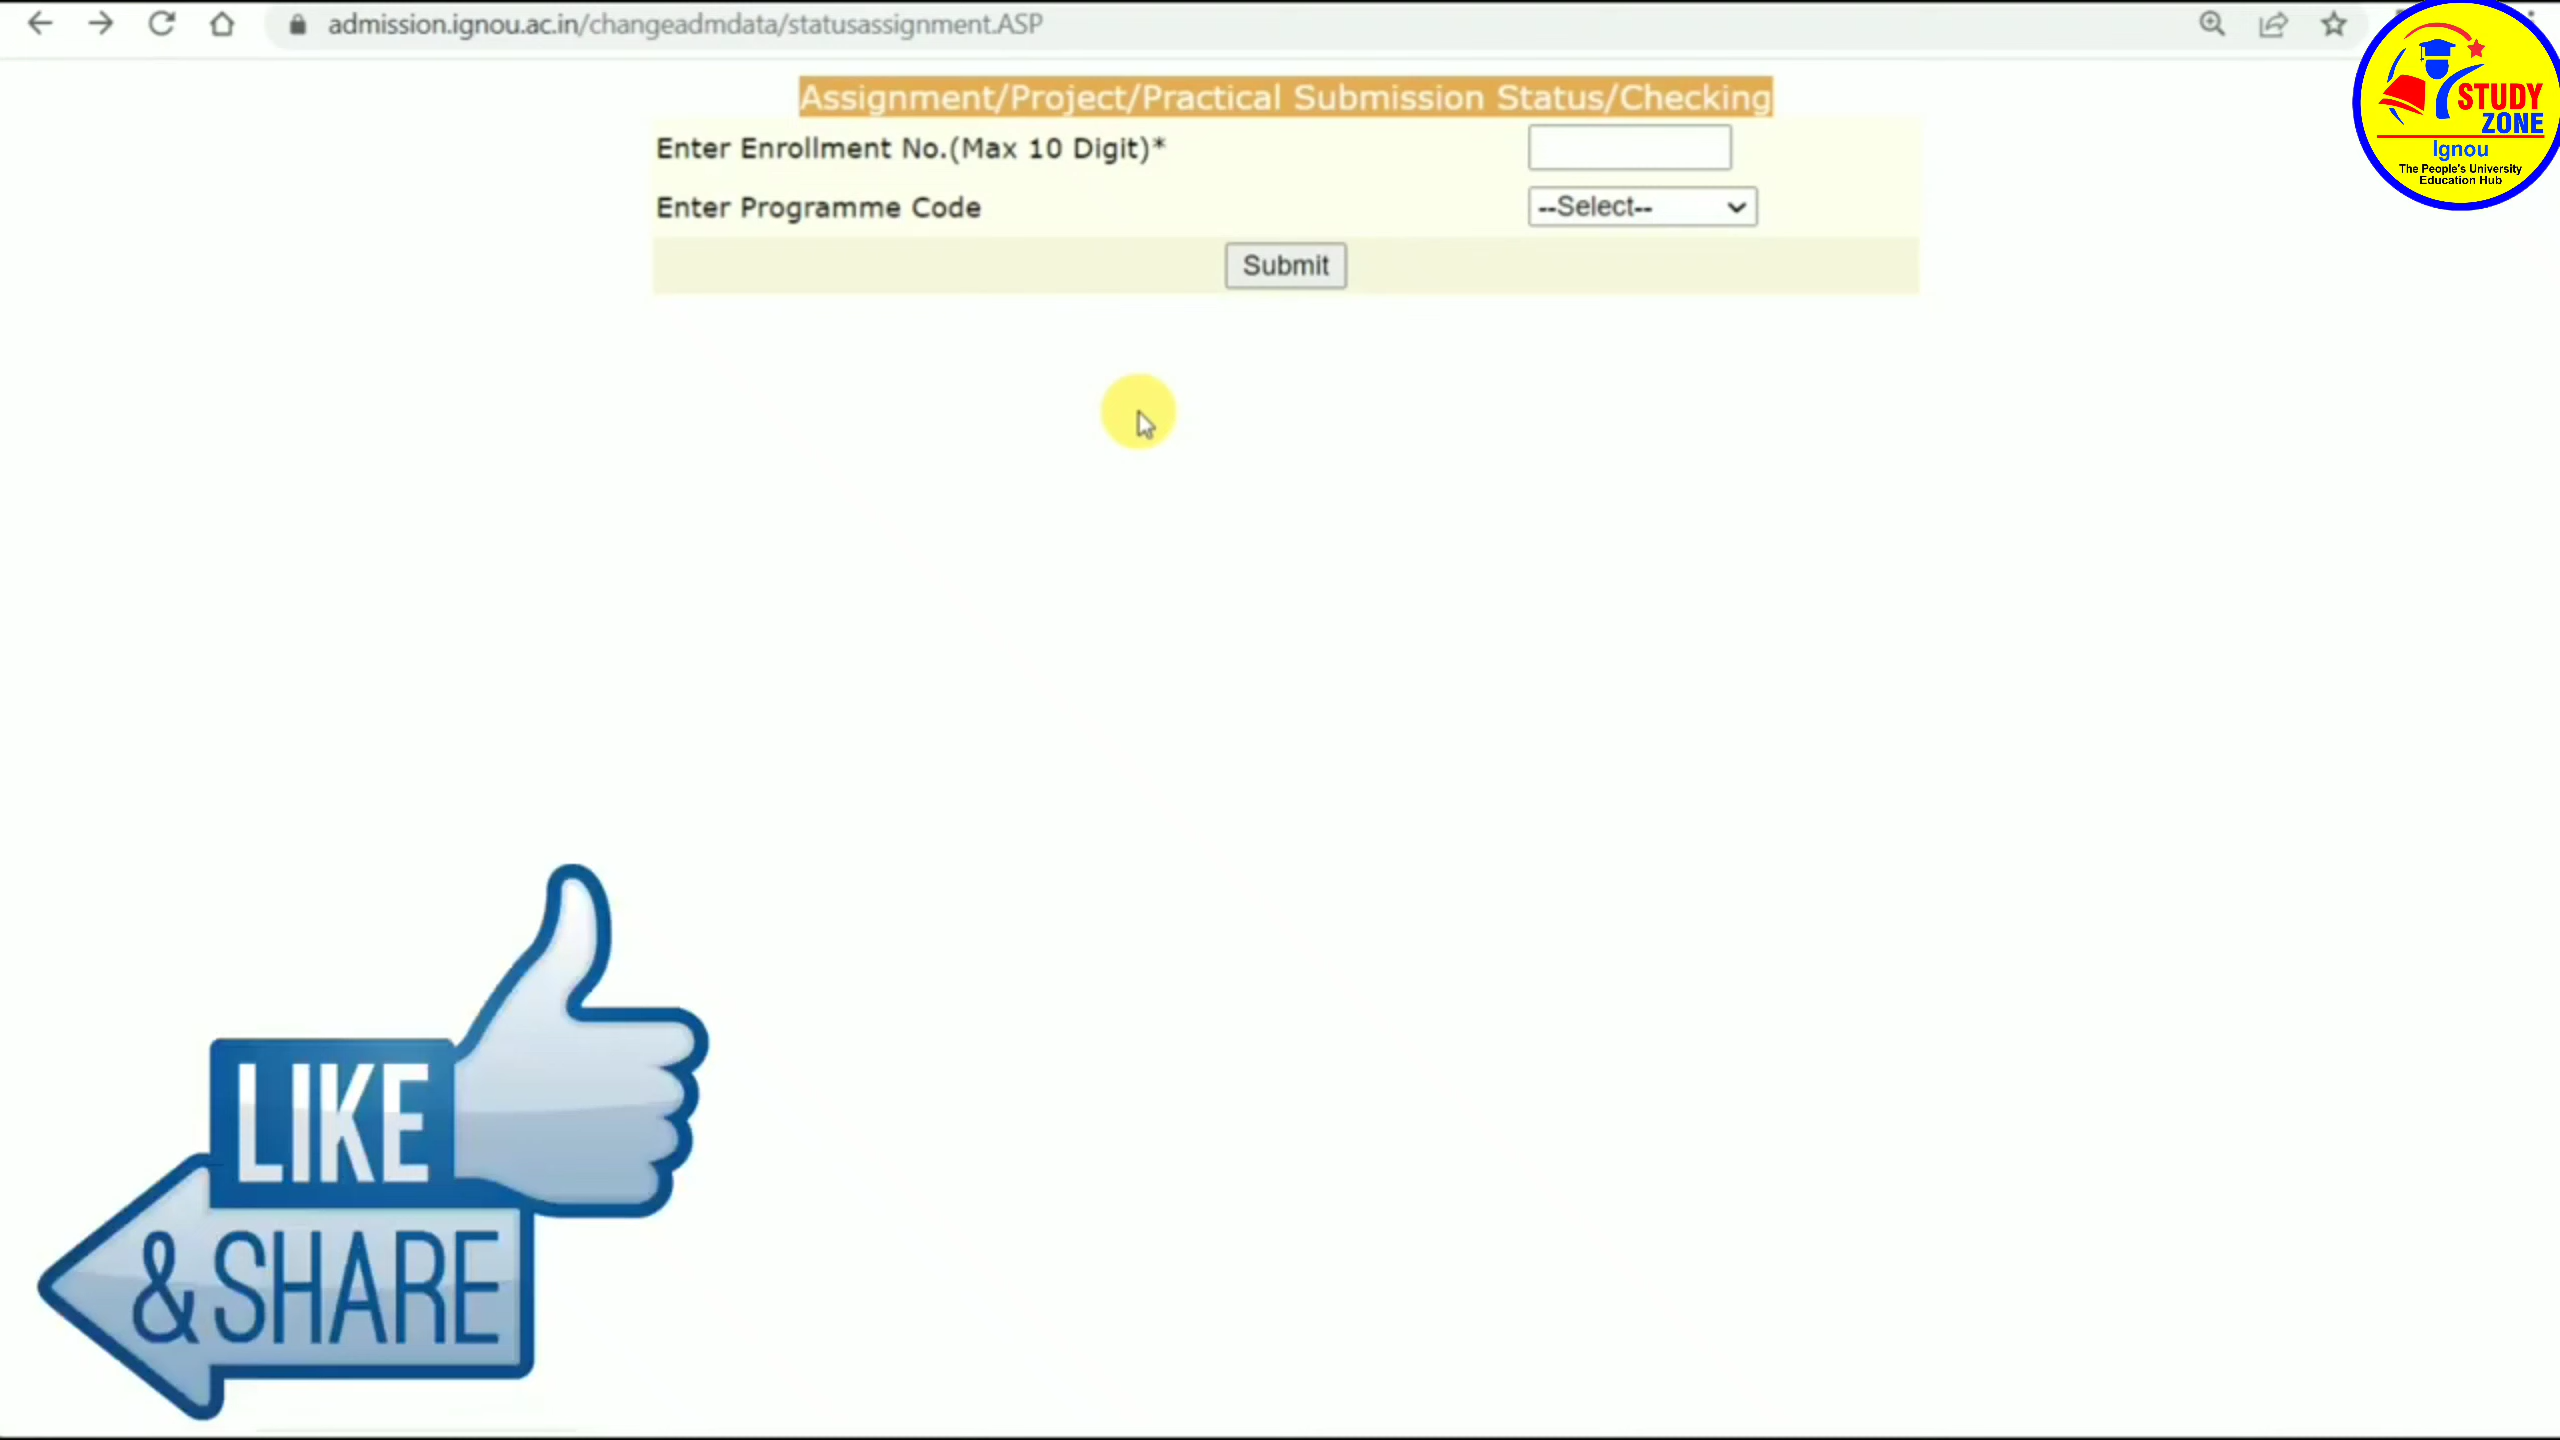 admission.ignou.ac.in/changeadmdata/statusassignment.ASP
Assignment/Project/Practical Submission Status/Checking
Enter Enrollment No.(Max 10 Digit)*
Enter Programme Code
--Select--
Submit
STUDY
ZONE
Ignou
The People's University
Education Hub
LIKE
& SHARE